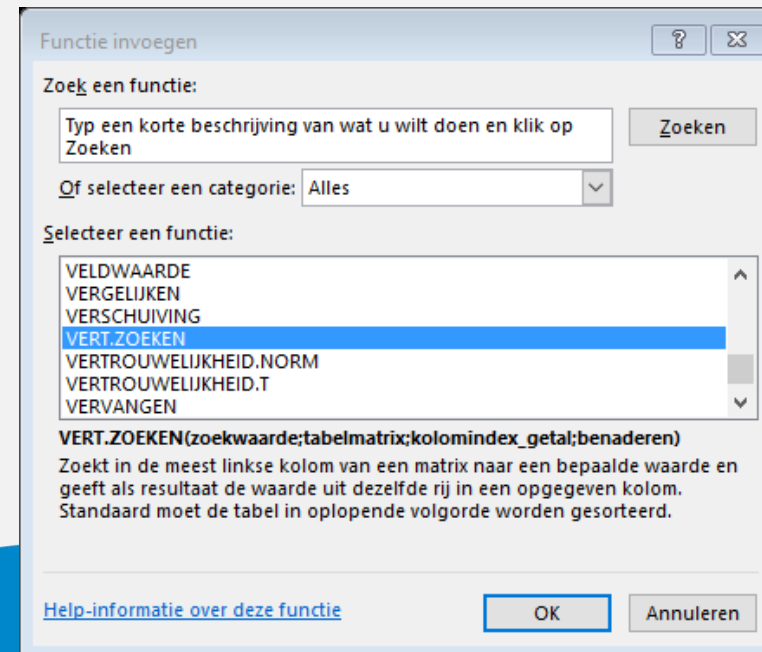 Functie invoegen
Zoek een functie:
Typ een korte beschrijving van wat u wilt doen en klik op
Zoeken
Zoeken
Of selecteer een categorie: Alles
Selecteer een functie:
VELDWAARDE
VERGELIJKEN
VERSCHUIVING
VERT.ZOEKEN
VERTROUWELIJKHEID.NORM
VERTROUWELIJKHEID.T
VERVANGEN
VERT.ZOEKEN(zoekwaarde;tabelmatrix;kolomindex_getal;benaderen)
Zoekt in de meest linkse kolom van een matrix naar een bepaalde waarde en
geeft als resultaat de waarde uit dezelfde rij in een opgegeven kolom.
Standaard moet de tabel in oplopende volgorde worden gesorteerd.
Help-informatie over deze functie
OK
Annuleren